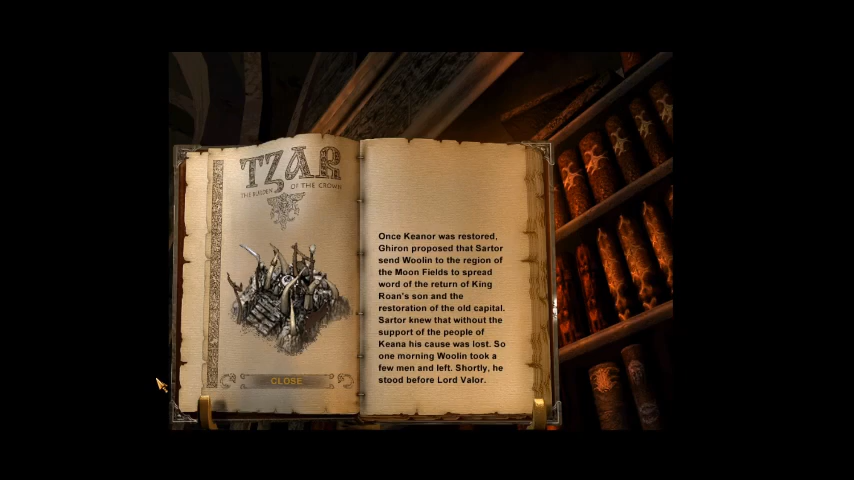 TZAR
THE BURDEN OF THE CROWN
CLOSE
Once Keanor was restored,
Ghiron proposed that Sartor
send Woolin to the region of
the Moon Fields to spread
word of the return of King
Roan's son and the
restoration of the old capital.
Sartor knew that without the
support of the people of
Keana his cause was lost. So
one morning Woolin took a
few men and left. Shortly, he
stood before Lord Valor.